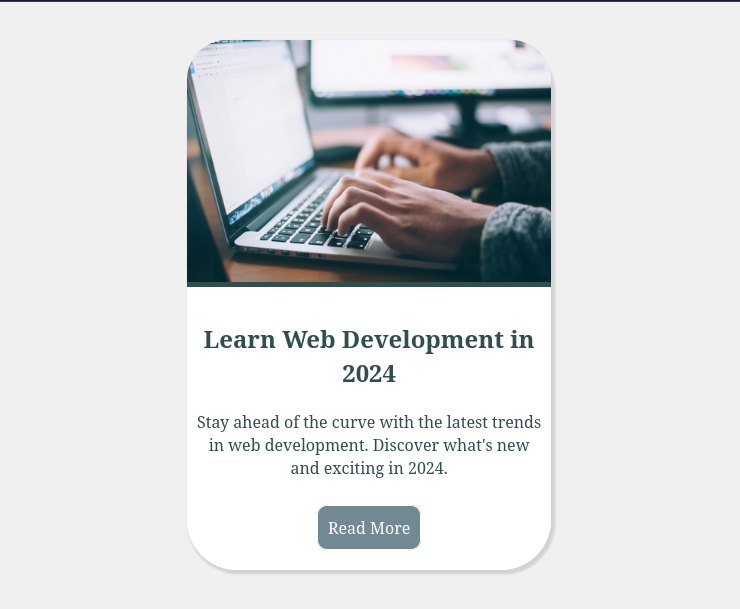 Learn Web Development in
2024
Stay ahead of the curve with the latest trends
in web development. Discover what's new
and exciting in 2024.
Read More